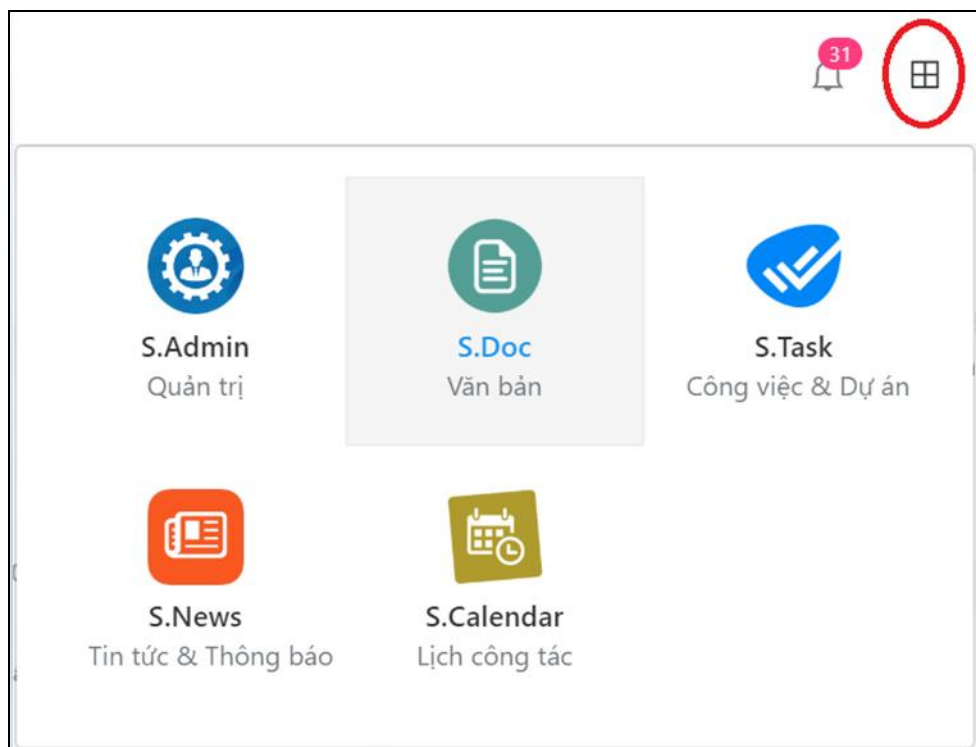 31
S.Admin
Quản trị
S.Doc
Văn bản
S.Task
Công việc & Dự án
S.News
Tin tức & Thông báo
S.Calendar
Lịch công tác